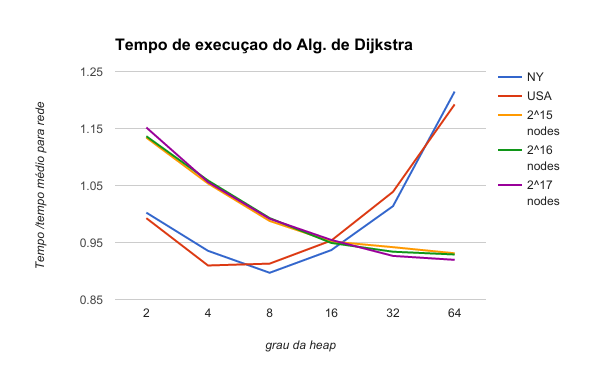 Tempo de execuçao do Alg. de Dijkstra
Tempo /tempo médio para rede
1.25
1.15
1.05
0.95
0.85
2 4 8 16 32 64
grau da heap
NY
USA
2^15
nodes
2^16
nodes
2^17
nodes